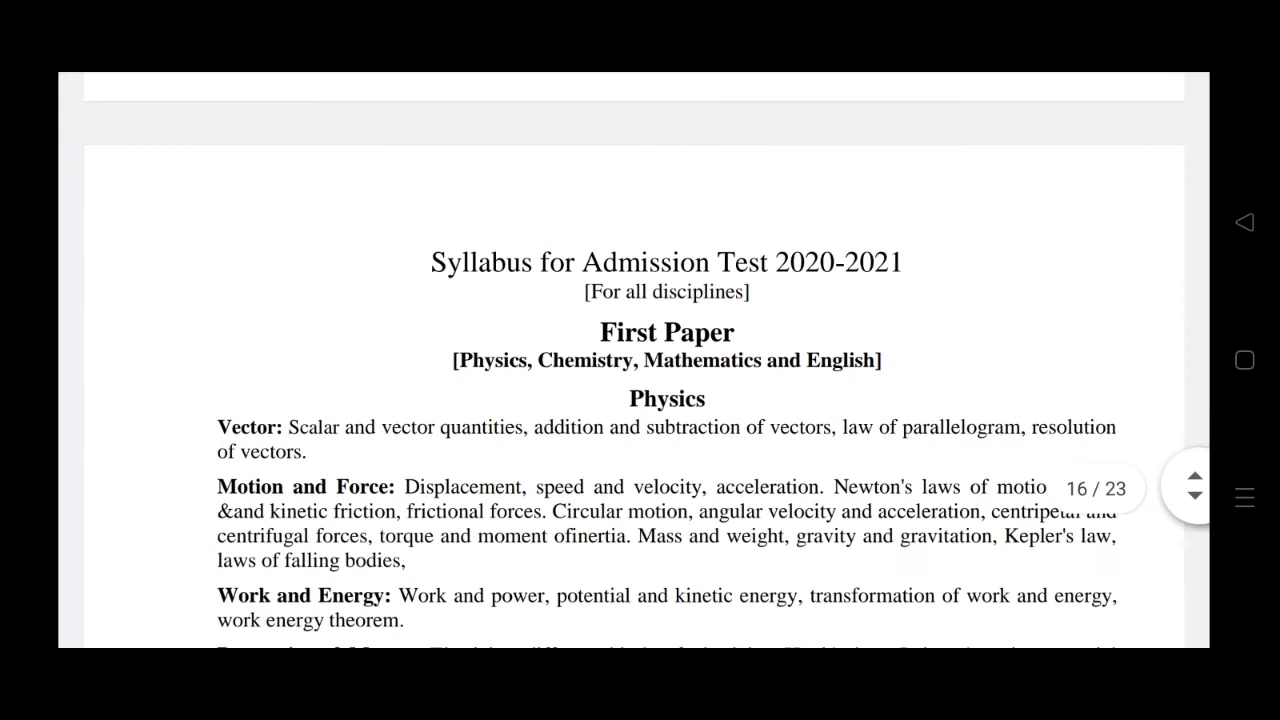 Syllabus for Admission Test 2020-2021
[For all disciplines]
First Paper
[Physics, Chemistry, Mathematics and English]
Physics
Vector: Scalar and vector quantities, addition and subtraction of vectors, law of parallelogram, resolution
of vectors.
Motion and Force: Displacement, speed and velocity, acceleration. Newton's laws of motio
16 / 23
&and kinetic friction, frictional forces. Circular motion, angular velocity and acceleration, centripetal and
centrifugal forces, torque and moment ofinertia. Mass and weight, gravity and gravitation, Kepler's law,
laws of falling bodies,
Work and Energy: Work and power, potential and kinetic energy, transformation of work and energy,
work energy theorem.